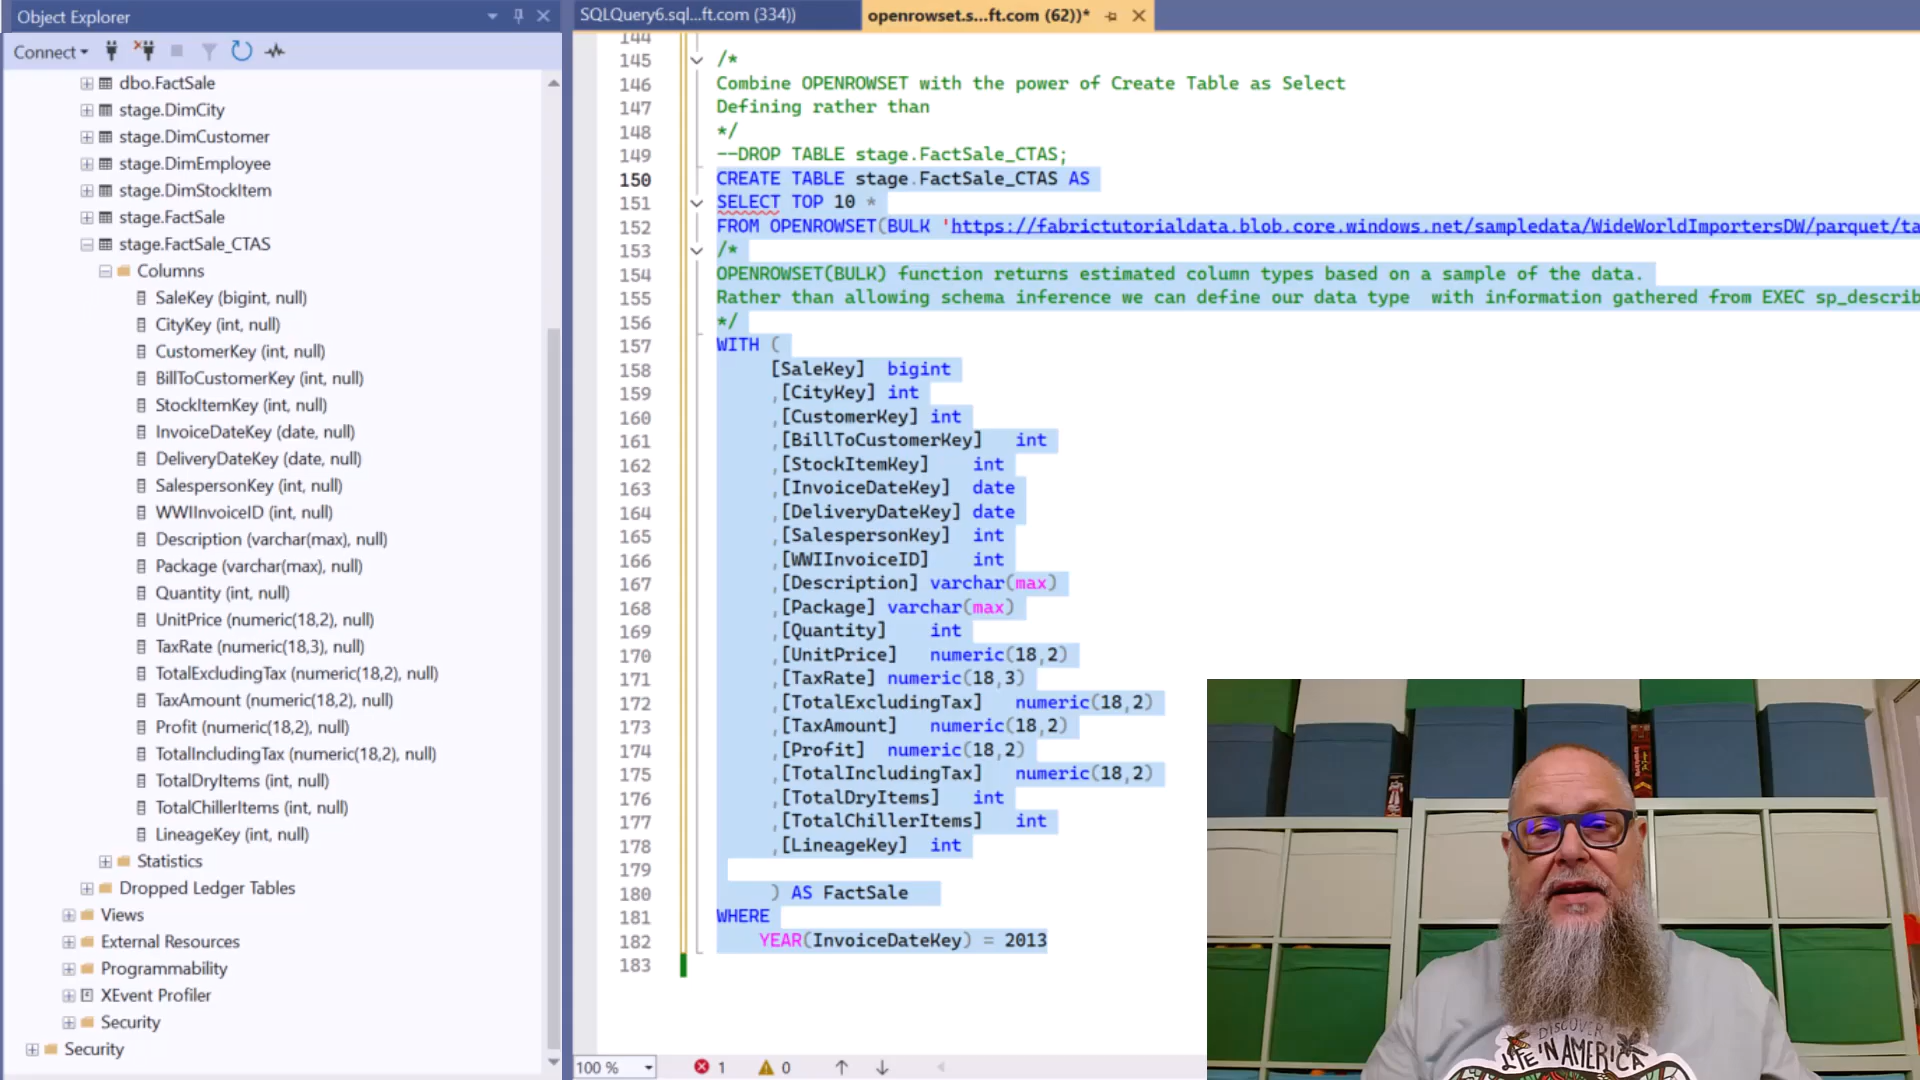 Object Explorer
SQLQuery6.sql...ft.com (334))
openrowset.s...ft.com (62))*
Connect
dbo.FactSale
stage.DimCity
stage.DimCustomer
stage.DimEmployee
stage.DimStockItem
stage.FactSale
stage.FactSale_CTAS
Columns
SaleKey (bigint, null)
CityKey (int, null)
CustomerKey (int, null)
BillToCustomerKey (int, null)
StockItemKey (int, null)
InvoiceDateKey (date, null)
DeliveryDateKey (date, null)
SalespersonKey (int, null)
WWIInvoiceID (int, null)
Description (varchar(max), null)
Package (varchar(max), null)
Quantity (int, null)
UnitPrice (numeric(18,2), null)
TaxRate (numeric(18,3), null)
TotalExcludingTax (numeric(18,2), null)
TaxAmount (numeric(18,2), null)
Profit (numeric(18,2), null)
TotalIncludingTax (numeric(18,2), null)
TotalDryItems (int, null)
TotalChillerItems (int, null)
LineageKey (int, null)
Statistics
Dropped Ledger Tables
Views
External Resources
Programmability
XEvent Profiler
Security
Security
144
145 /*
146 Combine OPENROWSET with the power of Create Table as Select
147 Defining rather than
148 */
149 --DROP TABLE stage.FactSale_CTAS;
150 CREATE TABLE stage.FactSale_CTAS AS
151 SELECT TOP 10 *
152 FROM OPENROWSET(BULK 'https://fabrictutorialdata.blob.core.windows.net/sampledata/WideWorldImportersDW/parquet/ta
153 /*
154 OPENROWSET(BULK) function returns estimated column types based on a sample of the data.
155 Rather than allowing schema inference we can define our data type with information gathered from EXEC sp_describ
156 */
157 WITH (
158 [SaleKey] bigint
159 ,[CityKey] int
160 ,[CustomerKey] int
161 ,[BillToCustomerKey] int
162 ,[StockItemKey] int
163 ,[InvoiceDateKey] date
164 ,[DeliveryDateKey] date
165 ,[SalespersonKey] int
166 ,[WWIInvoiceID] int
167 ,[Description] varchar(max)
168 ,[Package] varchar(max)
169 ,[Quantity] int
170 ,[UnitPrice] numeric(18,2)
171 ,[TaxRate] numeric(18,3)
172 ,[TotalExcludingTax] numeric(18,2)
173 ,[TaxAmount] numeric(18,2)
174 ,[Profit] numeric(18,2)
175 ,[TotalIncludingTax] numeric(18,2)
176 ,[TotalDryItems] int
177 ,[TotalChillerItems] int
178 ,[LineageKey] int
179
180 ) AS FactSale
181 WHERE
182 YEAR(InvoiceDateKey) = 2013
183
100 %
1
0
DISCOVER
LIFE IN AMERICA